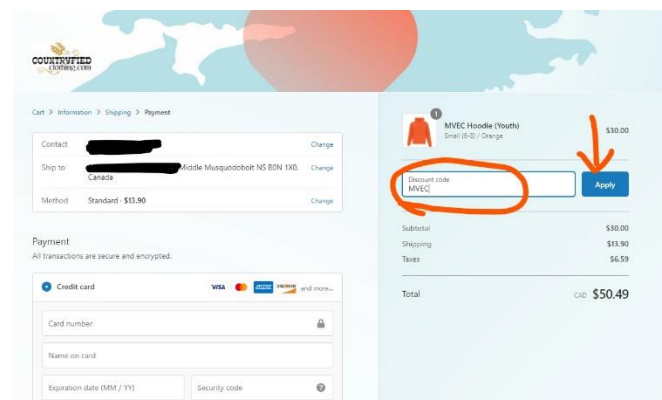 COUNTRYFIED
clothing.com
Cart > Information > Shipping > Payment
Contact
Change
Ship to
Middle Musquodoboit NS B0N 1X0,
Canada
Change
Method
Standard · $13.90
Change
Payment
All transactions are secure and encrypted.
Credit card
VISA
and more...
Card number
Name on card
Expiration date (MM / YY)
Security code
1
MVEC Hoodie (Youth)
Small (6-8) / Orange
$30.00
Discount code
MVEC
Apply
Subtotal
$30.00
Shipping
$13.90
Taxes
$6.59
Total
CAD $50.49